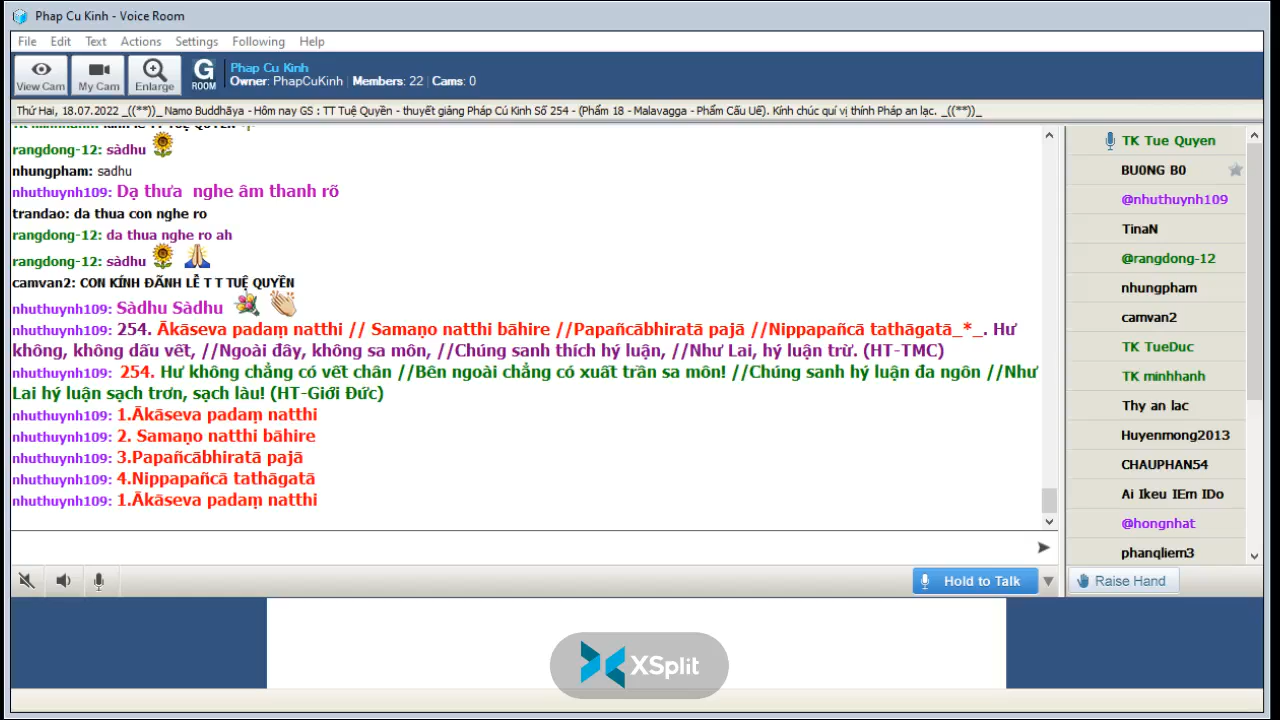 Phap Cu Kinh - Voice Room
File Edit Text Actions Settings Following Help
View Cam My Cam Enlarge G ROOM
Phap Cu Kinh
Owner: PhapCuKinh Members: 22 Cams: 0
Thứ Hai, 18.07.2022 _((**))_ Namo Buddhãya - Hôm nay GS : TT Tuệ Quyền - thuyết giảng Pháp Cú Kinh Số 254 - (Phẩm 18 - Malavagga - Phẩm Cấu Uế). Kính chúc quí vị thính Pháp an lạc. _((**))_
rangdong-12: sàdhu
nhungpham: sadhu
nhuthuynh109: Dạ thưa nghe âm thanh rõ
trandao: da thua con nghe ro
rangdong-12: da thua nghe ro ah
rangdong-12: sàdhu
camvan2: CON KÍNH ĐÃNH LỄ T T TUỆ QUYỀN
nhuthuynh109: Sàdhu Sàdhu
nhuthuynh109: 254. Ākāseva padaṃ natthi // Samaṇo natthi bāhire //Papañcābhiratā pajā //Nippapañcā tathāgatā_*_. Hư
không, không dấu vết, //Ngoài đây, không sa môn, //Chúng sanh thích hý luận, //Như Lai, hý luận trừ. (HT-TMC)
nhuthuynh109: 254. Hư không chẳng có vết chân //Bên ngoài chẳng có xuất trần sa môn! //Chúng sanh hý luận đa ngôn //Như
Lai hý luận sạch trơn, sạch làu! (HT-Giới Đức)
nhuthuynh109: 1.Ākāseva padaṃ natthi
nhuthuynh109: 2. Samaṇo natthi bāhire
nhuthuynh109: 3.Papañcābhiratā pajā
nhuthuynh109: 4.Nippapañcā tathāgatā
nhuthuynh109: 1.Ākāseva padaṃ natthi
TK Tue Quyen
BU0NG B0
@nhuthuynh109
TinaN
@rangdong-12
nhungpham
camvan2
TK TueDuc
TK minhhanh
Thy an lac
Huyenmong2013
CHAUPHAN54
Ai Ikeu IEm IDo
@hongnhat
phanqliem3
Hold to Talk
Raise Hand
XSplit